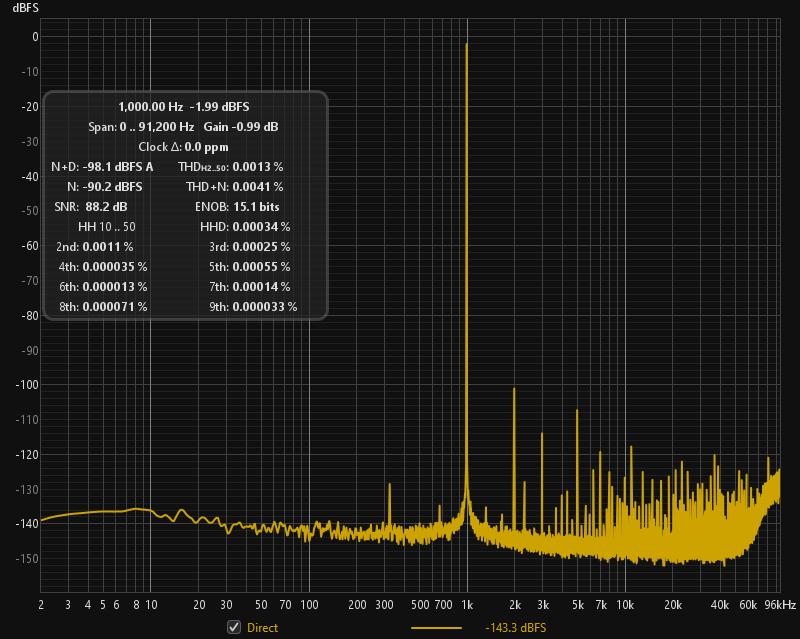 dBFS
0
-10
-20
-30
-40
-50
-60
-70
-80
-90
-100
-110
-120
-130
-140
-150
1,000.00 Hz -1.99 dBFS
Span: 0 .. 91,200 Hz Gain -0.99 dB
Clock Δ: 0.0 ppm
N+D: -98.1 dBFS A THDH2..50: 0.0013 %
N: -90.2 dBFS THD+N: 0.0041 %
SNR: 88.2 dB ENOB: 15.1 bits
HH 10 .. 50 HHD: 0.00034 %
2nd: 0.0011 % 3rd: 0.00025 %
4th: 0.000035 % 5th: 0.00055 %
6th: 0.000013 % 7th: 0.00014 %
8th: 0.000071 % 9th: 0.000033 %
2 3 4 5 6 8 10 20 30 50 70 100 200 300 500 700 1k 2k 3k 5k 7k 10k 20k 40k 60k 96kHz
Direct -143.3 dBFS